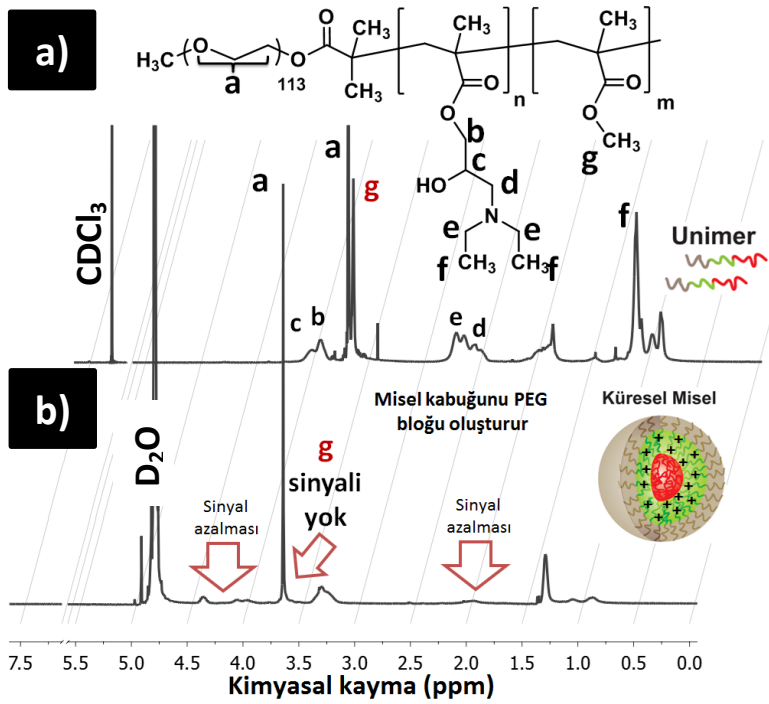 a)
H₃C
O
O
O
CH₃
CH₃
CH₃
CH₃
a
113
n
m
O
O
O
O
CH₃
b
c
d
HO
N
e
e
f
CH₃
CH₃
f
g
CDCl₃
a
a
g
c
b
e
d
f
Unimer
b)
D₂O
Misel kabuğunu PEG
bloğu oluşturur
Küresel Misel
g
sinyali
yok
Sinyal
azalması
Sinyal
azalması
+ + + + + + + + + + + + + +
7.5 5.5 5.0 4.5 4.0 3.5 3.0 2.5 2.0 1.5 1.0 0.5 0.0
Kimyasal kayma (ppm)